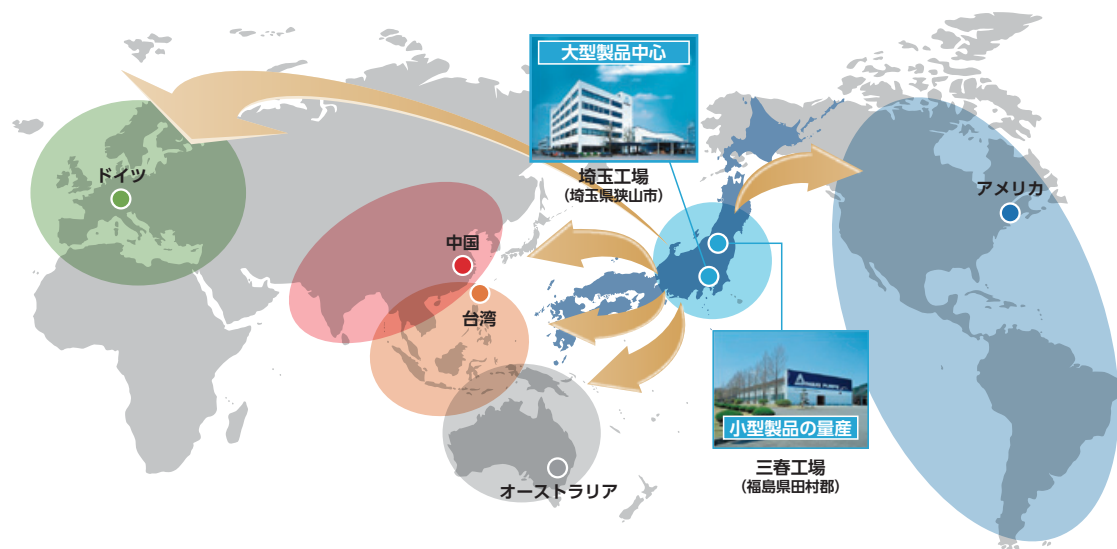 大型製品中心
埼玉工場
(埼玉県狭山市)
ドイツ
アメリカ
中国
台湾
小型製品の量産
三春工場
(福島県田村郡)
オーストラリア